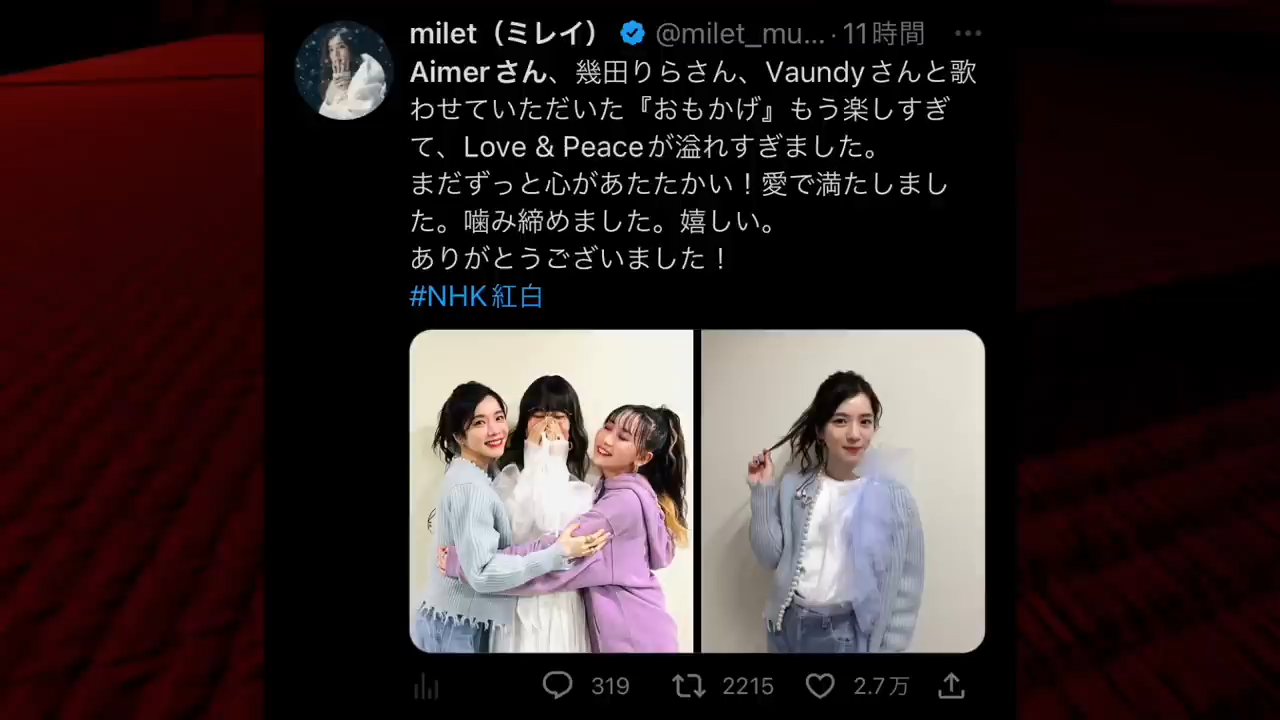 milet（ミレイ） @milet_mu... · 11時間
Aimerさん、幾田りらさん、Vaundyさんと歌
わせていただいた『おもかげ』もう楽しすぎ
て、Love & Peaceが溢れすぎました。
まだずっと心があたたかい！愛で満たしまし
た。噛み締めました。嬉しい。
ありがとうございました！
#NHK紅白
319 2215 2.7万